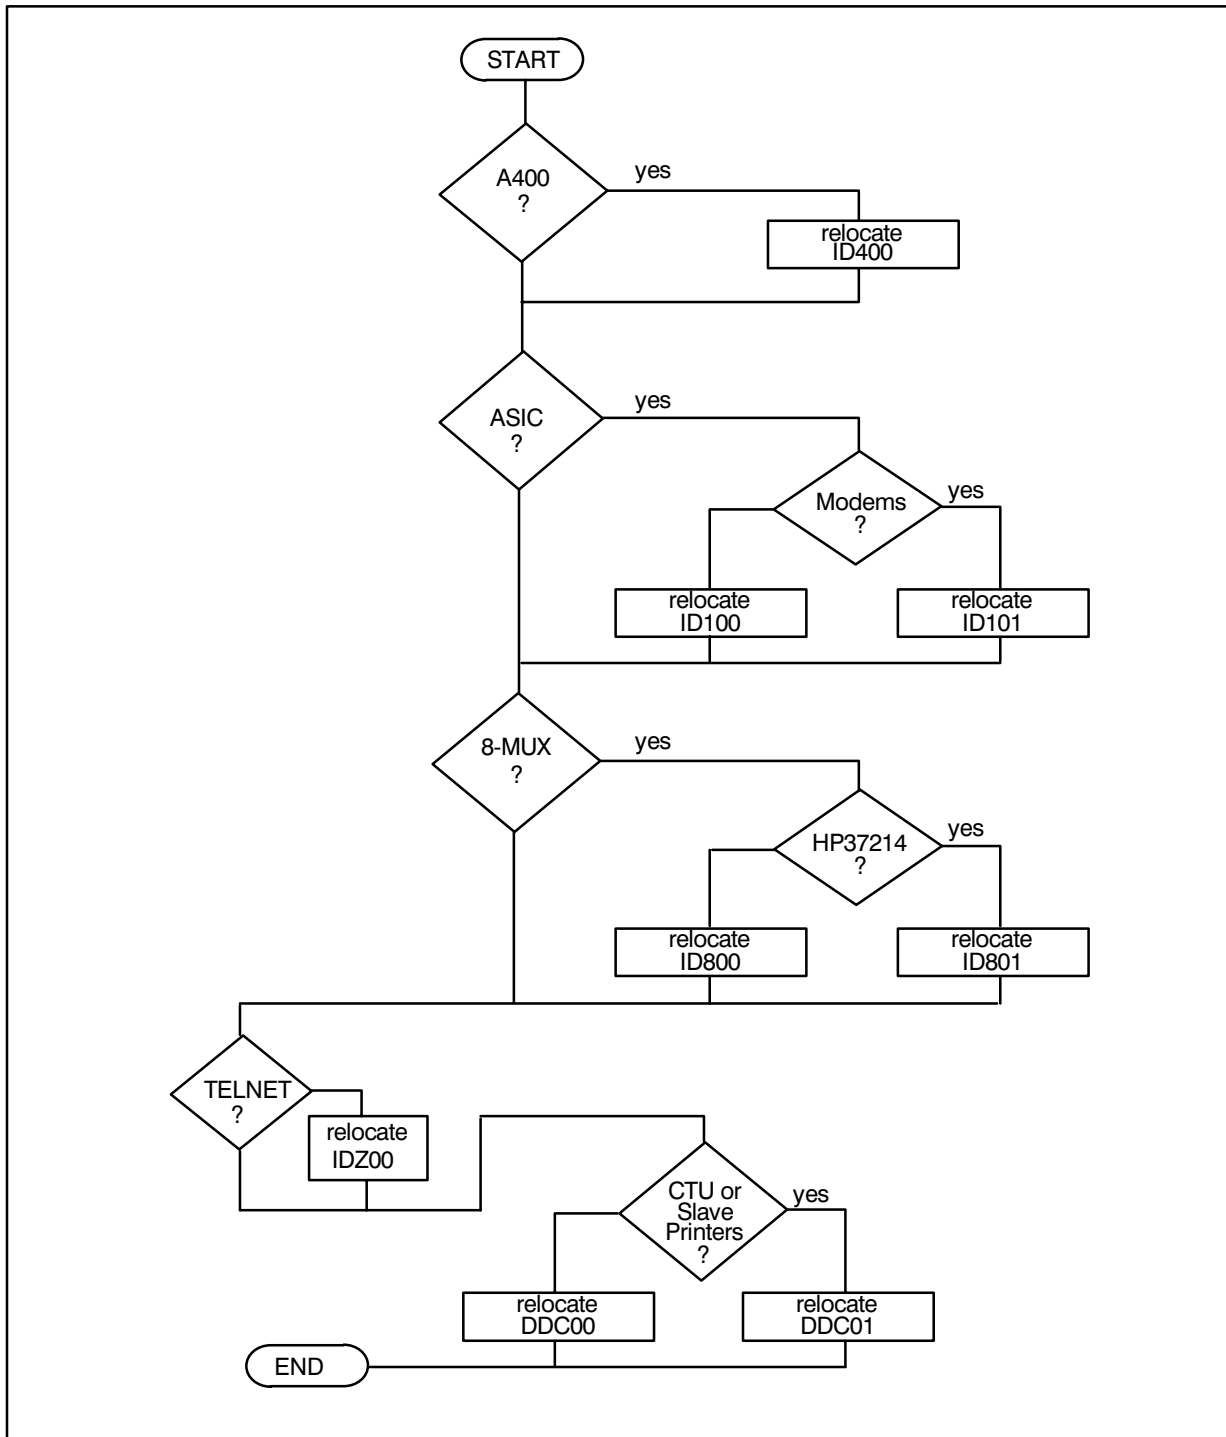 START
A400
?
yes
relocate
ID400
ASIC
?
yes
Modems
?
yes
relocate
ID100
relocate
ID101
8-MUX
?
yes
HP37214
?
yes
relocate
ID800
relocate
ID801
TELNET
?
relocate
IDZ00
CTU or
Slave
Printers
?
yes
relocate
DDC00
relocate
DDC01
END